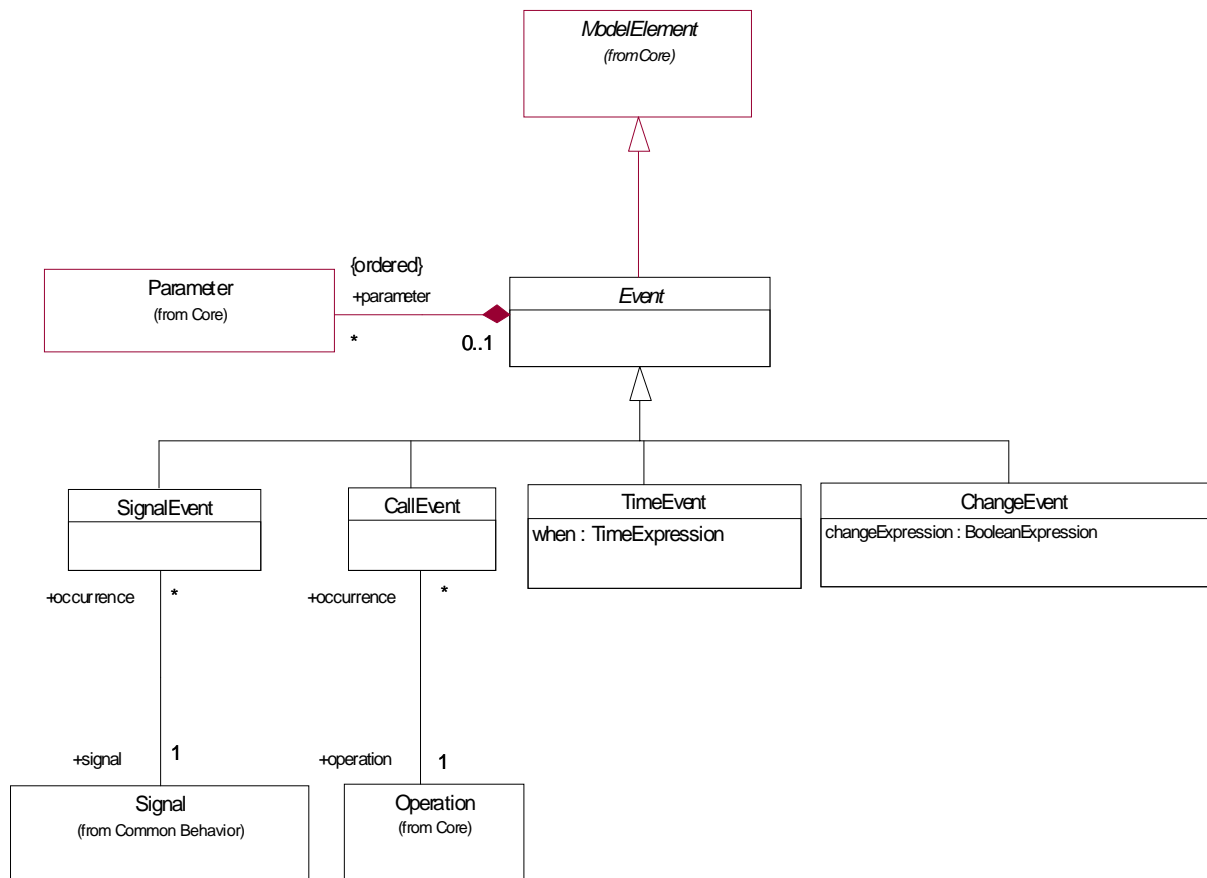 ModelElement
(fromCore)
{ordered}
Parameter
(from Core)
+parameter
*
0..1
Event
SignalEvent
CallEvent
TimeEvent
when : TimeExpression
ChangeEvent
changeExpression : BooleanExpression
+occurrence
*
+occurrence
*
+signal
1
+operation
1
Signal
(from Common Behavior)
Operation
(from Core)